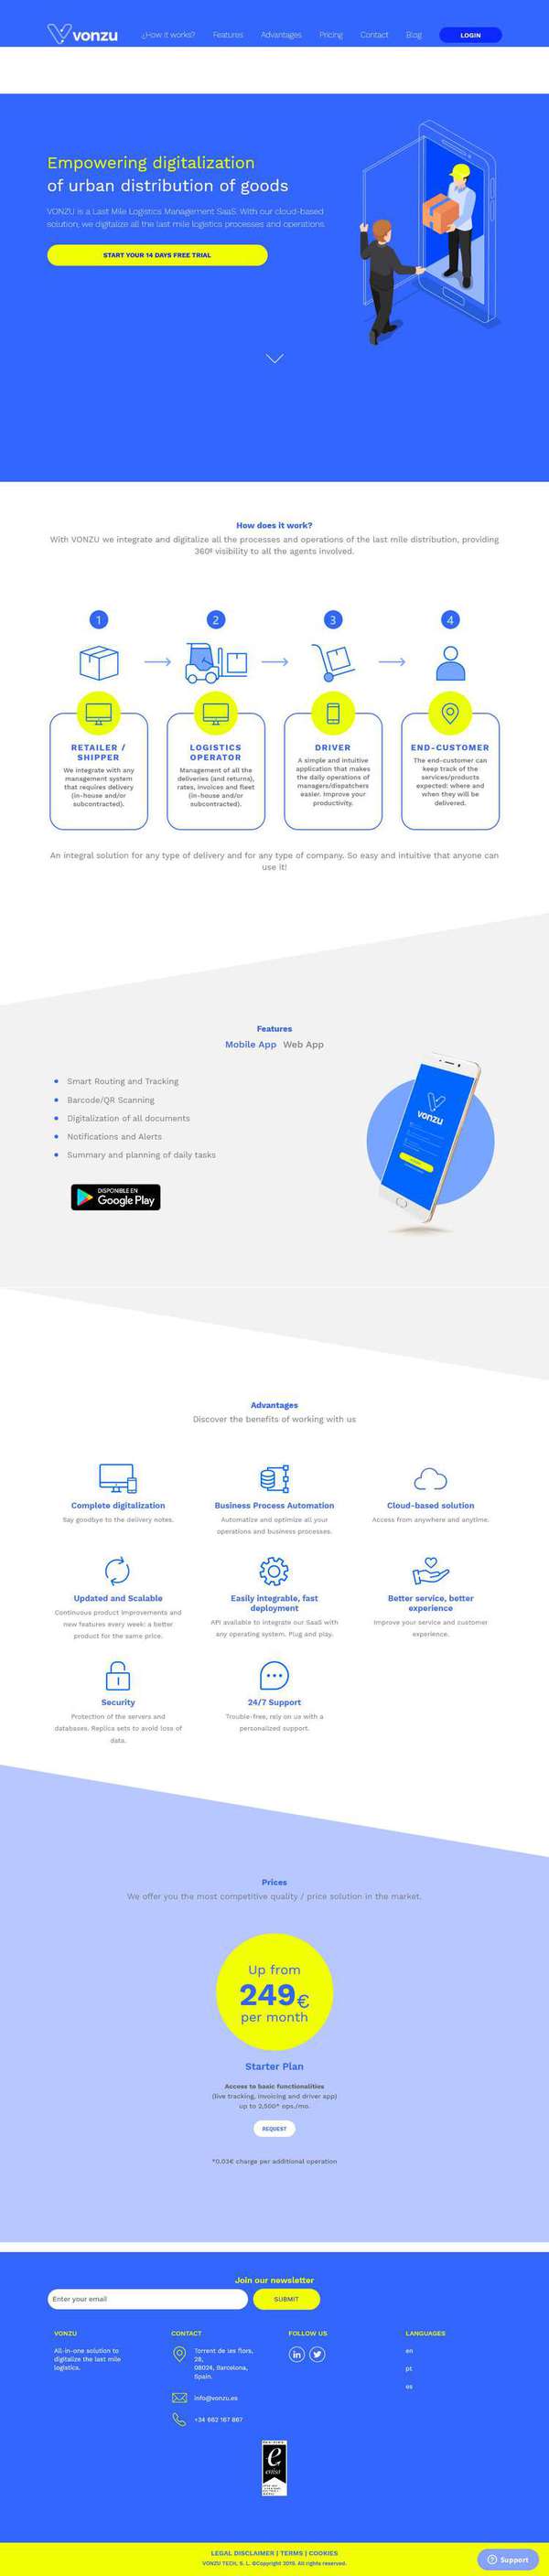 vonzu
¿How it works?
Features
Advantages
Pricing
Contact
Blog
LOGIN
Empowering digitalization
of urban distribution of goods
VONZU is a Last Mile Logistics Management SaaS. With our cloud-based
solution, we digitalize all the last mile logistics processes and operations.
START YOUR 14 DAYS FREE TRIAL
How does it work?
With VONZU we integrate and digitalize all the processes and operations of the last mile distribution, providing
360º visibility to all the agents involved.
1
2
3
4
RETAILER /
SHIPPER
We integrate with any
management system
that requires delivery
(in-house and/or
subcontracted).
LOGISTICS
OPERATOR
Management of all the
deliveries (and returns),
rates, invoices and fleet
(in-house and/or
subcontracted).
DRIVER
A simple and intuitive
application that makes
the daily operations of
managers/dispatchers
easier. Improve your
productivity.
END-CUSTOMER
The end-customer can
keep track of the
services/products
expected: where and
when they will be
delivered.
An integral solution for any type of delivery and for any type of company. So easy and intuitive that anyone can
use it!
Features
Mobile App Web App
Smart Routing and Tracking
Barcode/QR Scanning
Digitalization of all documents
Notifications and Alerts
Summary and planning of daily tasks
DISPONIBLE EN
Google Play
vonzu
Advantages
Discover the benefits of working with us
Complete digitalization
Say goodbye to the delivery notes.
Business Process Automation
Automatize and optimize all your
operations and business processes.
Cloud-based solution
Access from anywhere and anytime.
Updated and Scalable
Continuous product improvements and
new features every week: a better
product for the same price.
Easily integrable, fast
deployment
API available to integrate our SaaS with
any operating system. Plug and play.
Better service, better
experience
Improve your service and customer
experience.
Security
Protection of the servers and
databases. Replica sets to avoid loss of
data.
24/7 Support
Trouble-free, rely on us with a
personalized support.
Prices
We offer you the most competitive quality / price solution in the market.
Up from
249€
per month
Starter Plan
Access to basic functionalities
(live tracking, invoicing and driver app)
up to 2,500* ops./mo.
REQUEST
*0.03€ charge per additional operation
Join our newsletter
Enter your email
SUBMIT
VONZU
All-in-one solution to
digitalize the last mile
logistics.
CONTACT
Torrent de les flors,
28,
08024, Barcelona,
Spain.
info@vonzu.es
+34 662 167 867
FOLLOW US
LANGUAGES
en
pt
es
enisa
LEGAL DISCLAIMER | TERMS | COOKIES
VONZU TECH, S. L. ©Copyright 2019. All rights reserved.
Support